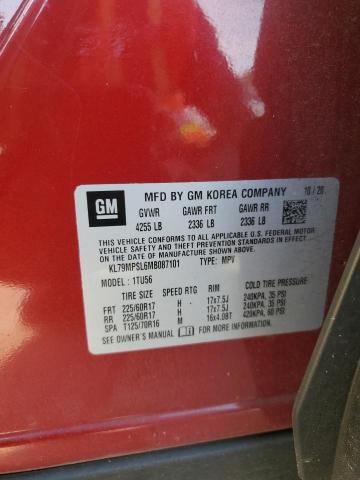 GM
MFD BY GM KOREA COMPANY 10/20
GVWR GAWR FRT GAWR RR
4255 LB 2336 LB 2336 LB
THIS VEHICLE CONFORMS TO ALL APPLICABLE U.S. FEDERAL MOTOR
VEHICLE SAFETY AND THEFT PREVENTION STANDARDS IN EFFECT ON
THE DATE OF MANUFACTURE SHOWN ABOVE.
KL79MPSL6MB087101 TYPE: MPV
MODEL: 1TU56
TIRE SIZE SPEED RTG RIM COLD TIRE PRESSURE
FRT 225/60R17 H 17x7.5J 240KPA, 35 PSI
RR 225/60R17 H 17x7.5J 240KPA, 35 PSI
SPA T125/70R16 M 16x4.0BT 420KPA, 60 PSI
SEE OWNER'S MANUAL FOR MORE INFORMATION.